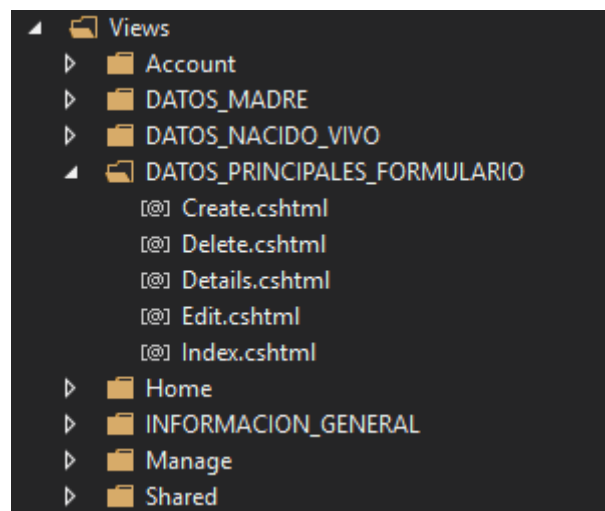 Views
Account
DATOS_MADRE
DATOS_NACIDO_VIVO
DATOS_PRINCIPALES_FORMULARIO
[@] Create.cshtml
[@] Delete.cshtml
[@] Details.cshtml
[@] Edit.cshtml
[@] Index.cshtml
Home
INFORMACION_GENERAL
Manage
Shared